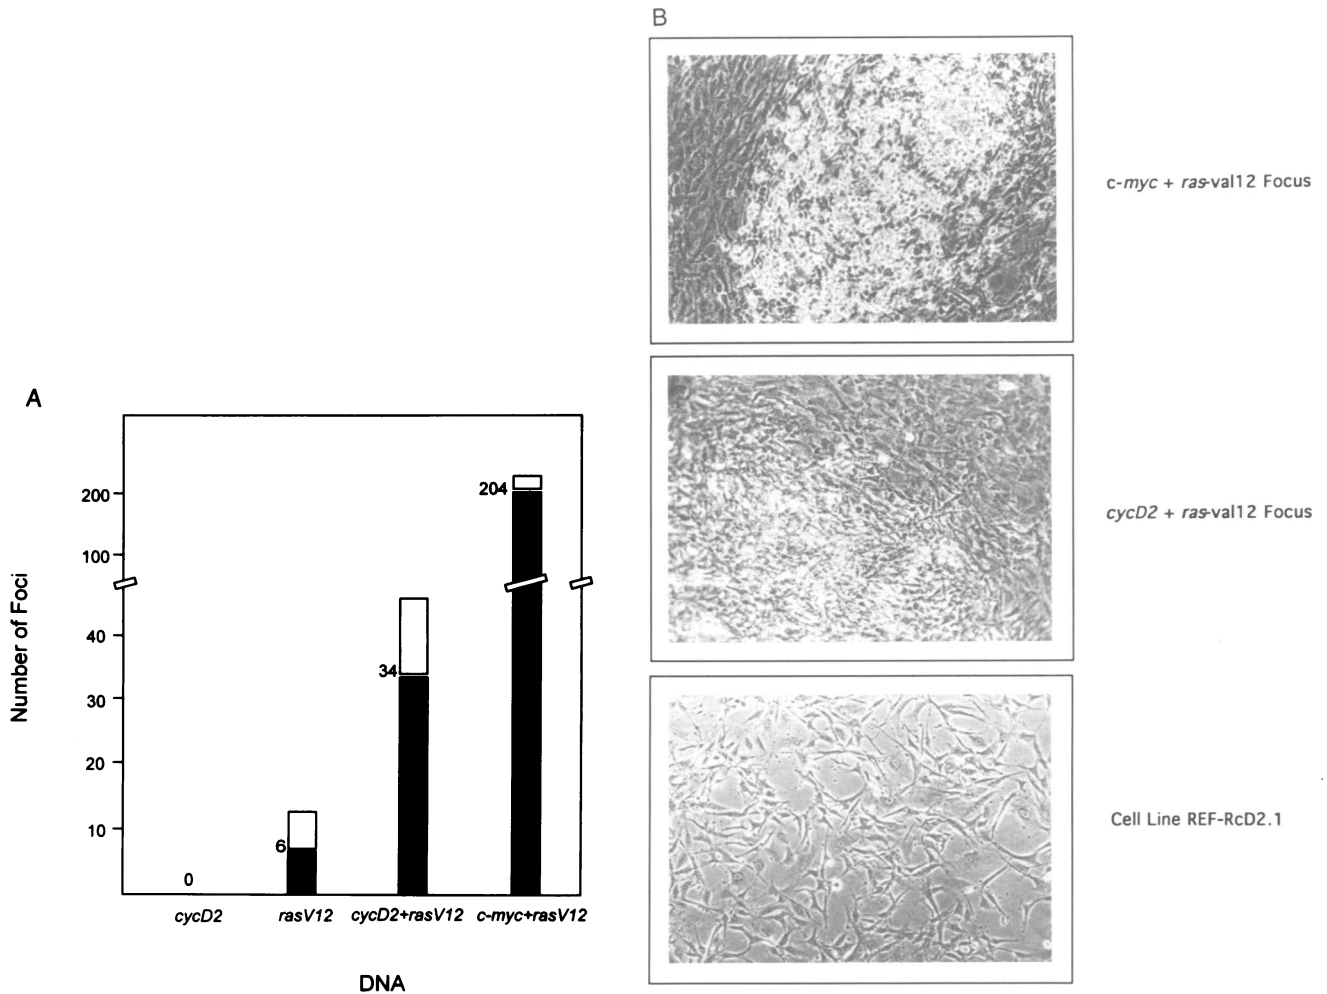 B
c-myc + ras-val12 Focus
cycD2 + ras-val12 Focus
Cell Line REF-RcD2.1
A
Number of Foci
200
100
40
30
20
10
0
6
34
204
cycD2
rasV12
cycD2+rasV12
c-myc+rasV12
DNA